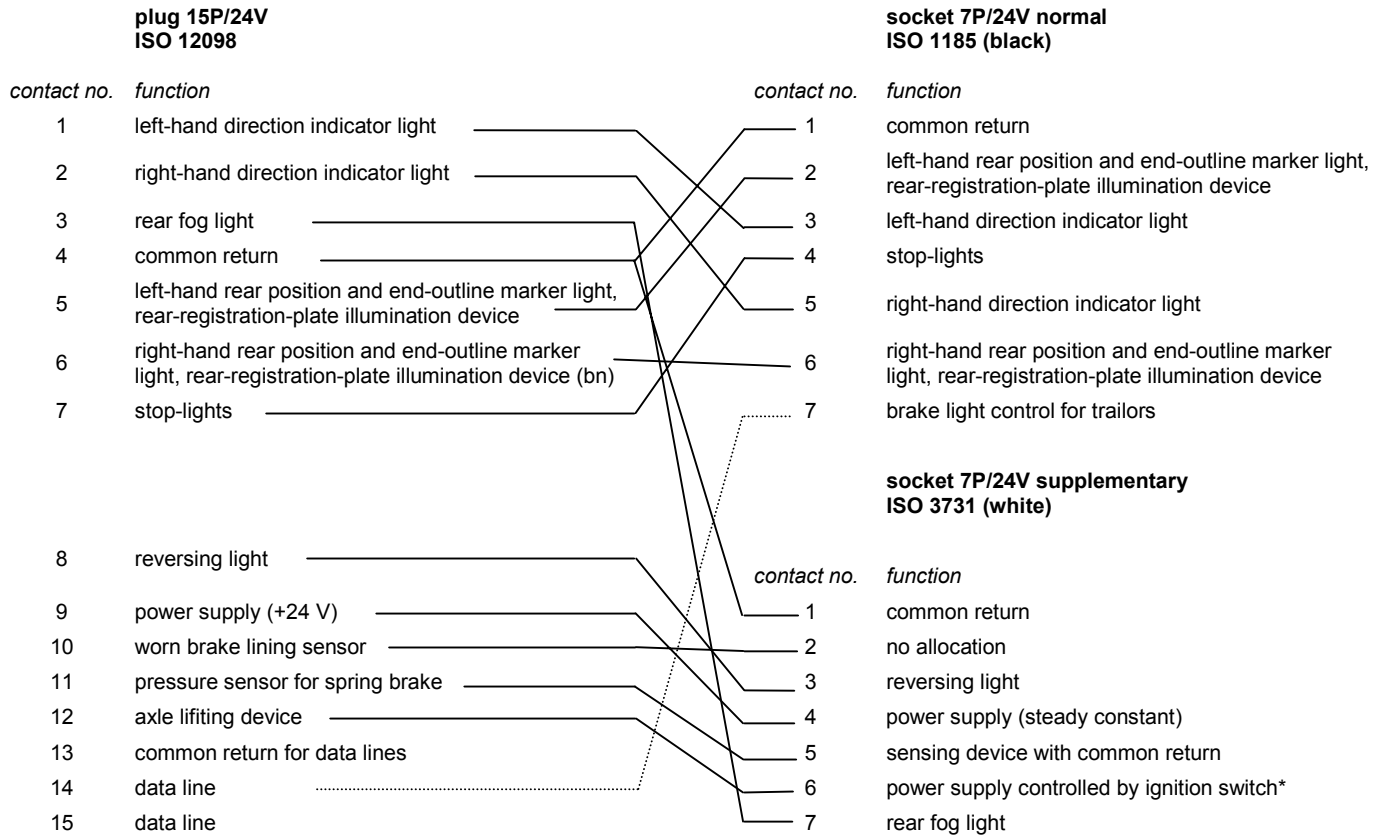 plug 15P/24V
ISO 12098
contact no. function
1 left-hand direction indicator light
2 right-hand direction indicator light
3 rear fog light
4 common return
5 left-hand rear position and end-outline marker light,
rear-registration-plate illumination device
6 right-hand rear position and end-outline marker
light, rear-registration-plate illumination device (bn)
7 stop-lights
8 reversing light
9 power supply (+24 V)
10 worn brake lining sensor
11 pressure sensor for spring brake
12 axle lifiting device
13 common return for data lines
14 data line
15 data line
socket 7P/24V normal
ISO 1185 (black)
contact no. function
1 common return
2 left-hand rear position and end-outline marker light,
rear-registration-plate illumination device
3 left-hand direction indicator light
4 stop-lights
5 right-hand direction indicator light
6 right-hand rear position and end-outline marker
light, rear-registration-plate illumination device
7 brake light control for trailors
socket 7P/24V supplementary
ISO 3731 (white)
contact no. function
1 common return
2 no allocation
3 reversing light
4 power supply (steady constant)
5 sensing device with common return
6 power supply controlled by ignition switch*
7 rear fog light